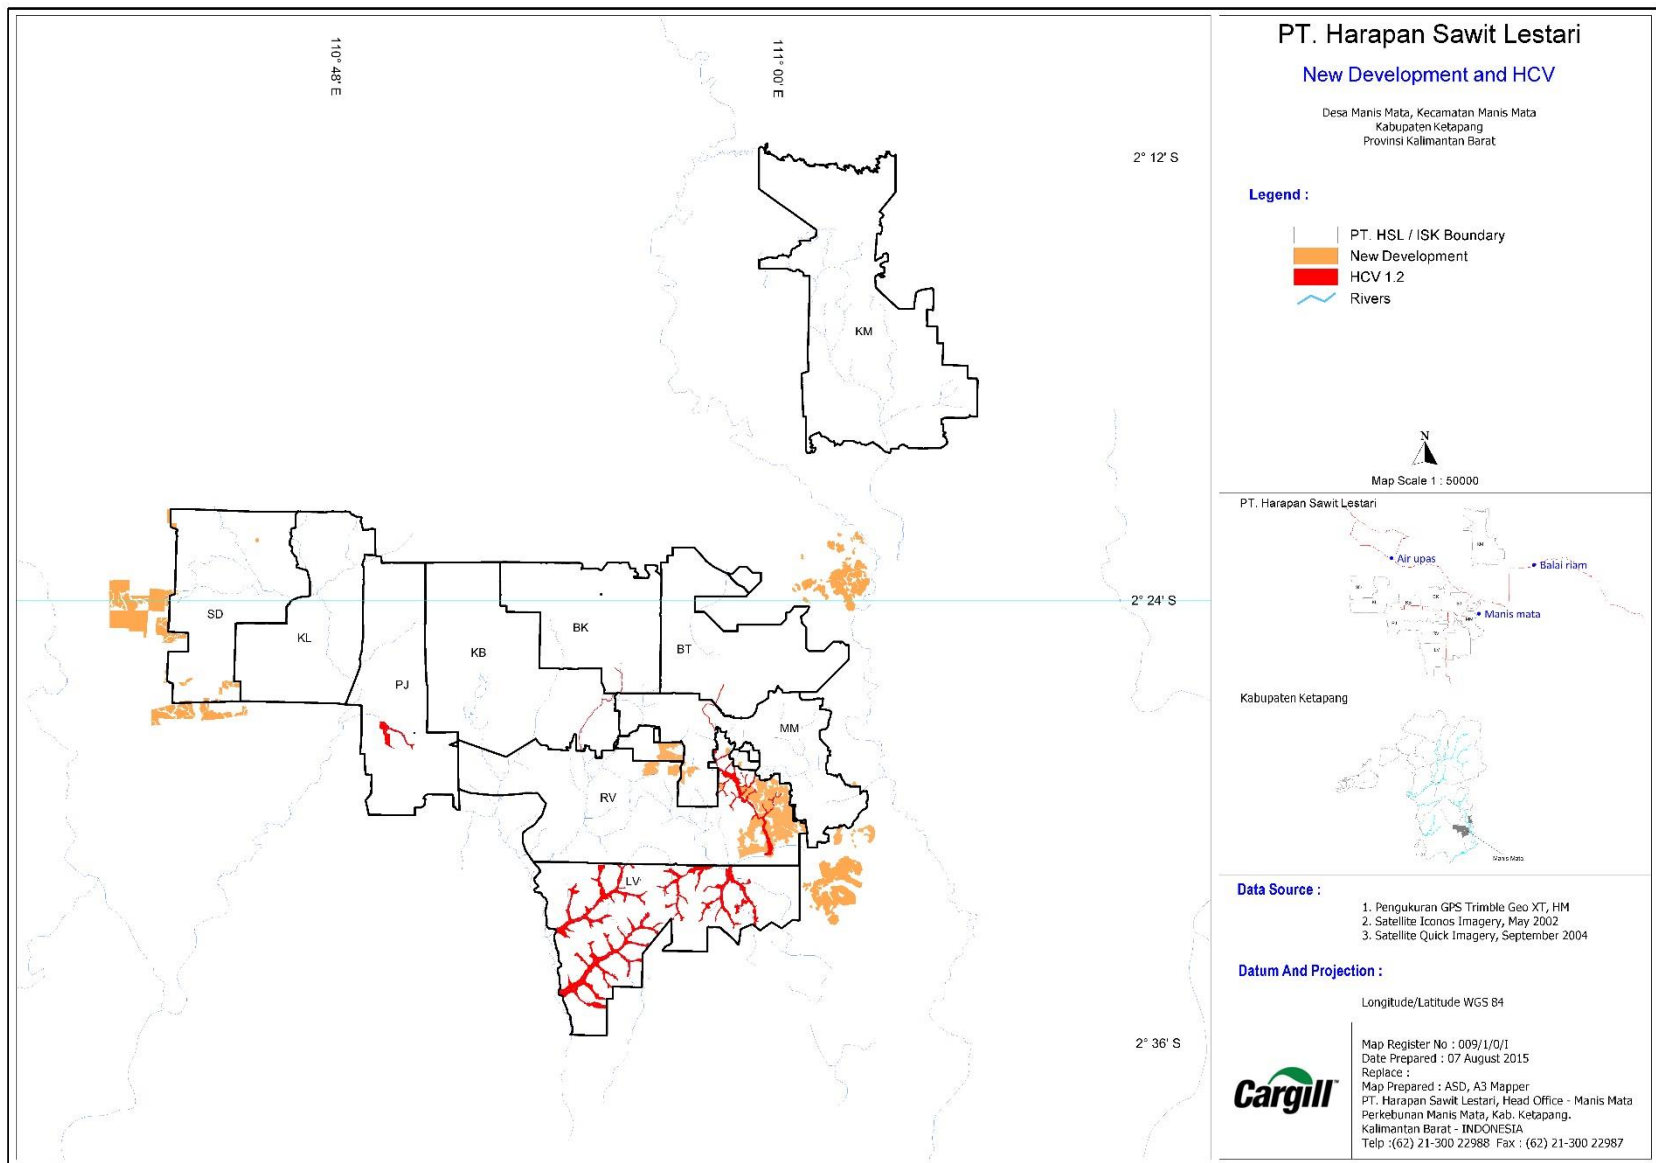 110° 48' E
111° 00' E
2° 12' S
KM
2° 24' S
SD
KL
PJ
KB
BK
BT
MM
RV
LV
2° 36' S
PT. Harapan Sawit Lestari
New Development and HCV
Desa Manis Mata, Kecamatan Manis Mata
Kabupaten Ketapang
Provinsi Kalimantan Barat
Legend :
PT. HSL / ISK Boundary
New Development
HCV 1.2
Rivers
N
Map Scale 1 : 50000
PT. Harapan Sawit Lestari
Air upas
Balai riam
Manis mata
Kabupaten Ketapang
Manis Mata
Data Source :
1. Pengukuran GPS Trimble Geo XT, HM
2. Satellite Iconos Imagery, May 2002
3. Satellite Quick Imagery, September 2004
Datum And Projection :
Longitude/Latitude WGS 84
Cargill™
Map Register No : 009/1/0/I
Date Prepared : 07 August 2015
Replace :
Map Prepared : ASD, A3 Mapper
PT. Harapan Sawit Lestari, Head Office - Manis Mata
Perkebunan Manis Mata, Kab. Ketapang.
Kalimantan Barat - INDONESIA
Telp :(62) 21-300 22988 Fax : (62) 21-300 22987